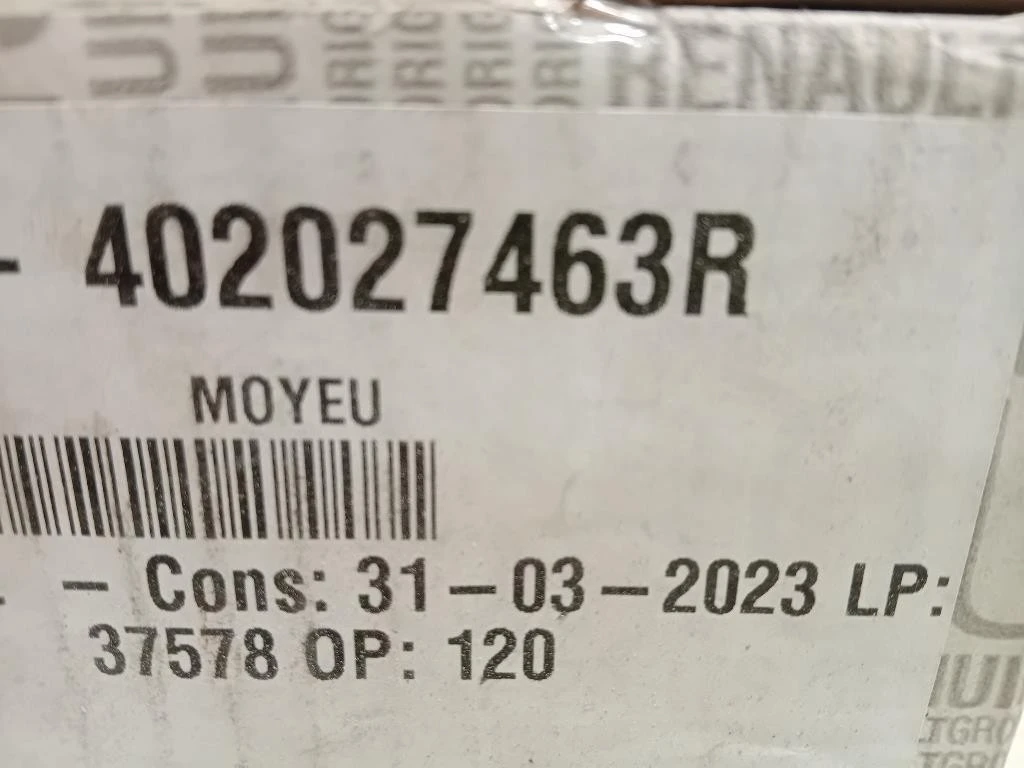 RENAULT
- 402027463R
MOYEU
- Cons: 31-03-2023 LP:
37578 OP: 120